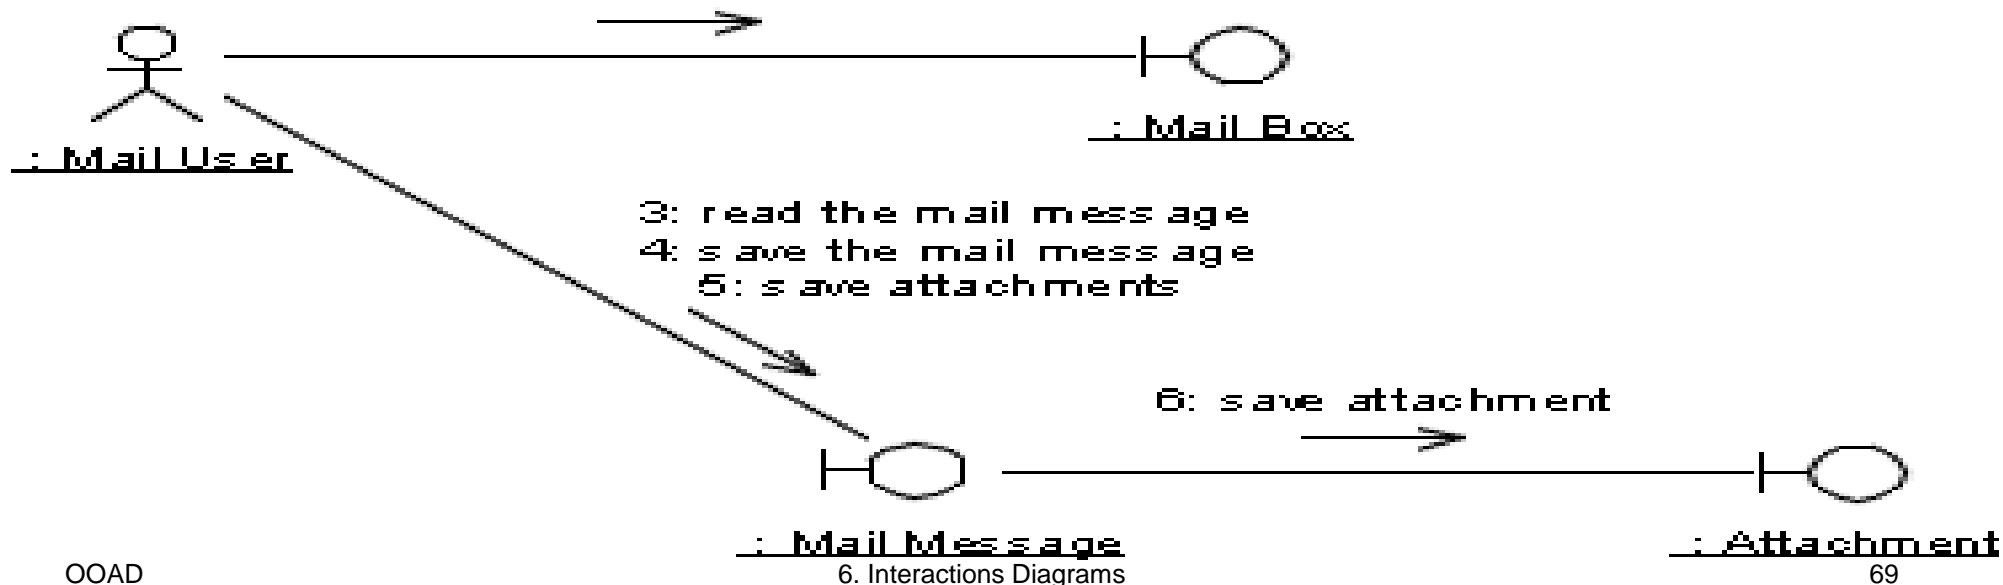 : Mail Box
: Mail User
3: read the mail message
4: save the mail message
5: save attachments
6: save attachment
: Mail Message
: Attachment
OOAD
6. Interactions Diagrams
69